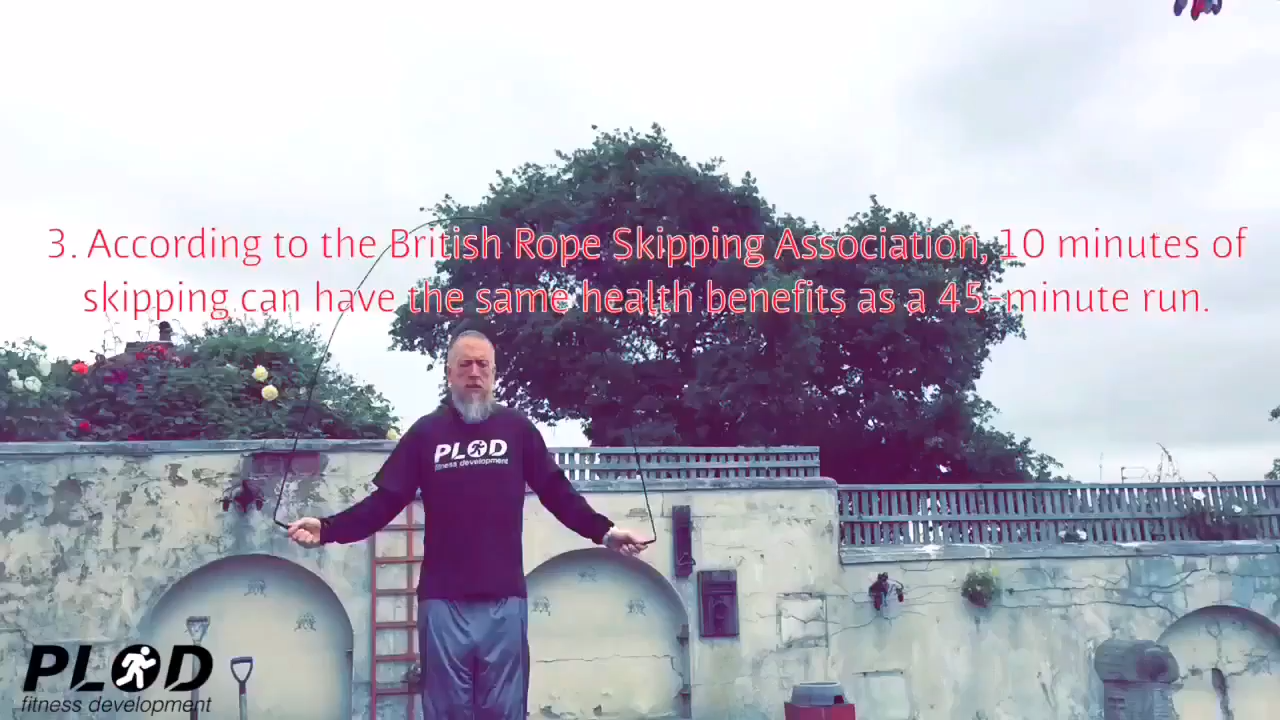 3. According to the British Rope Skipping Association, 10 minutes of
skipping can have the same health benefits as a 45-minute run.
PLOD
fitness development
PLOD
fitness development